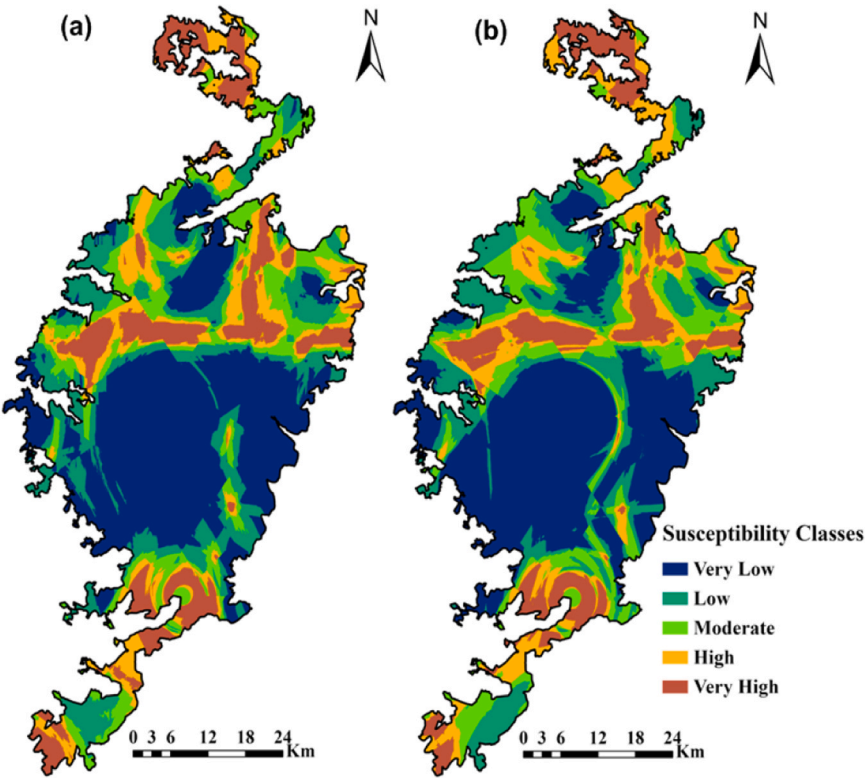 (a)
N
(b)
N
Susceptibility Classes
Very Low
Low
Moderate
High
Very High
0 3 6 12 18 24
Km
0 3 6 12 18 24
Km